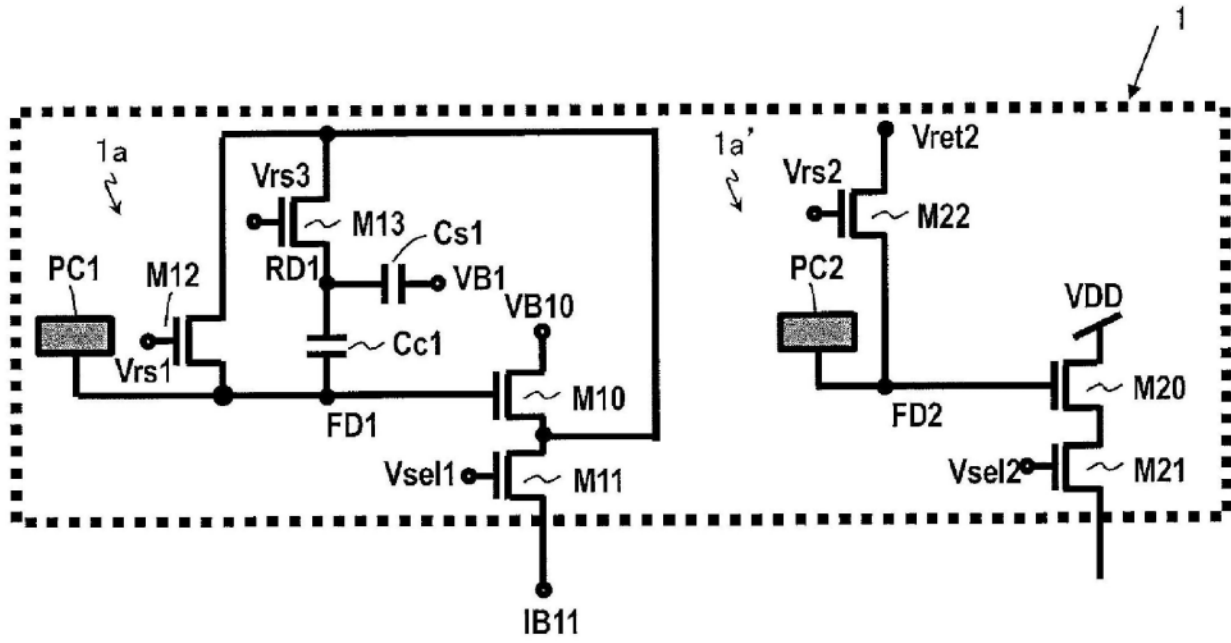 1
1a
1a'
Vret2
Vrs3
Vrs2
M13
Cs1
M22
RD1
VB1
PC1
M12
PC2
VB10
VDD
Cc1
Vrs1
M10
M20
FD1
FD2
Vsel1
M11
Vsel2
M21
IB11